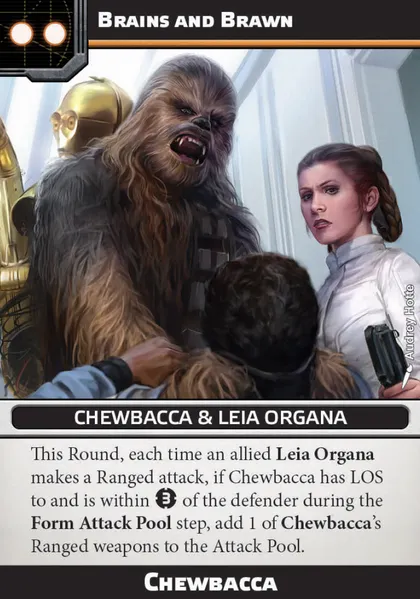 Brains and Brawn
Audrey Hotte
CHEWBACCA & LEIA ORGANA
This Round, each time an allied Leia Organa
makes a Ranged attack, if Chewbacca has LOS
to and is within 3 of the defender during the
Form Attack Pool step, add 1 of Chewbacca's
Ranged weapons to the Attack Pool.
Chewbacca